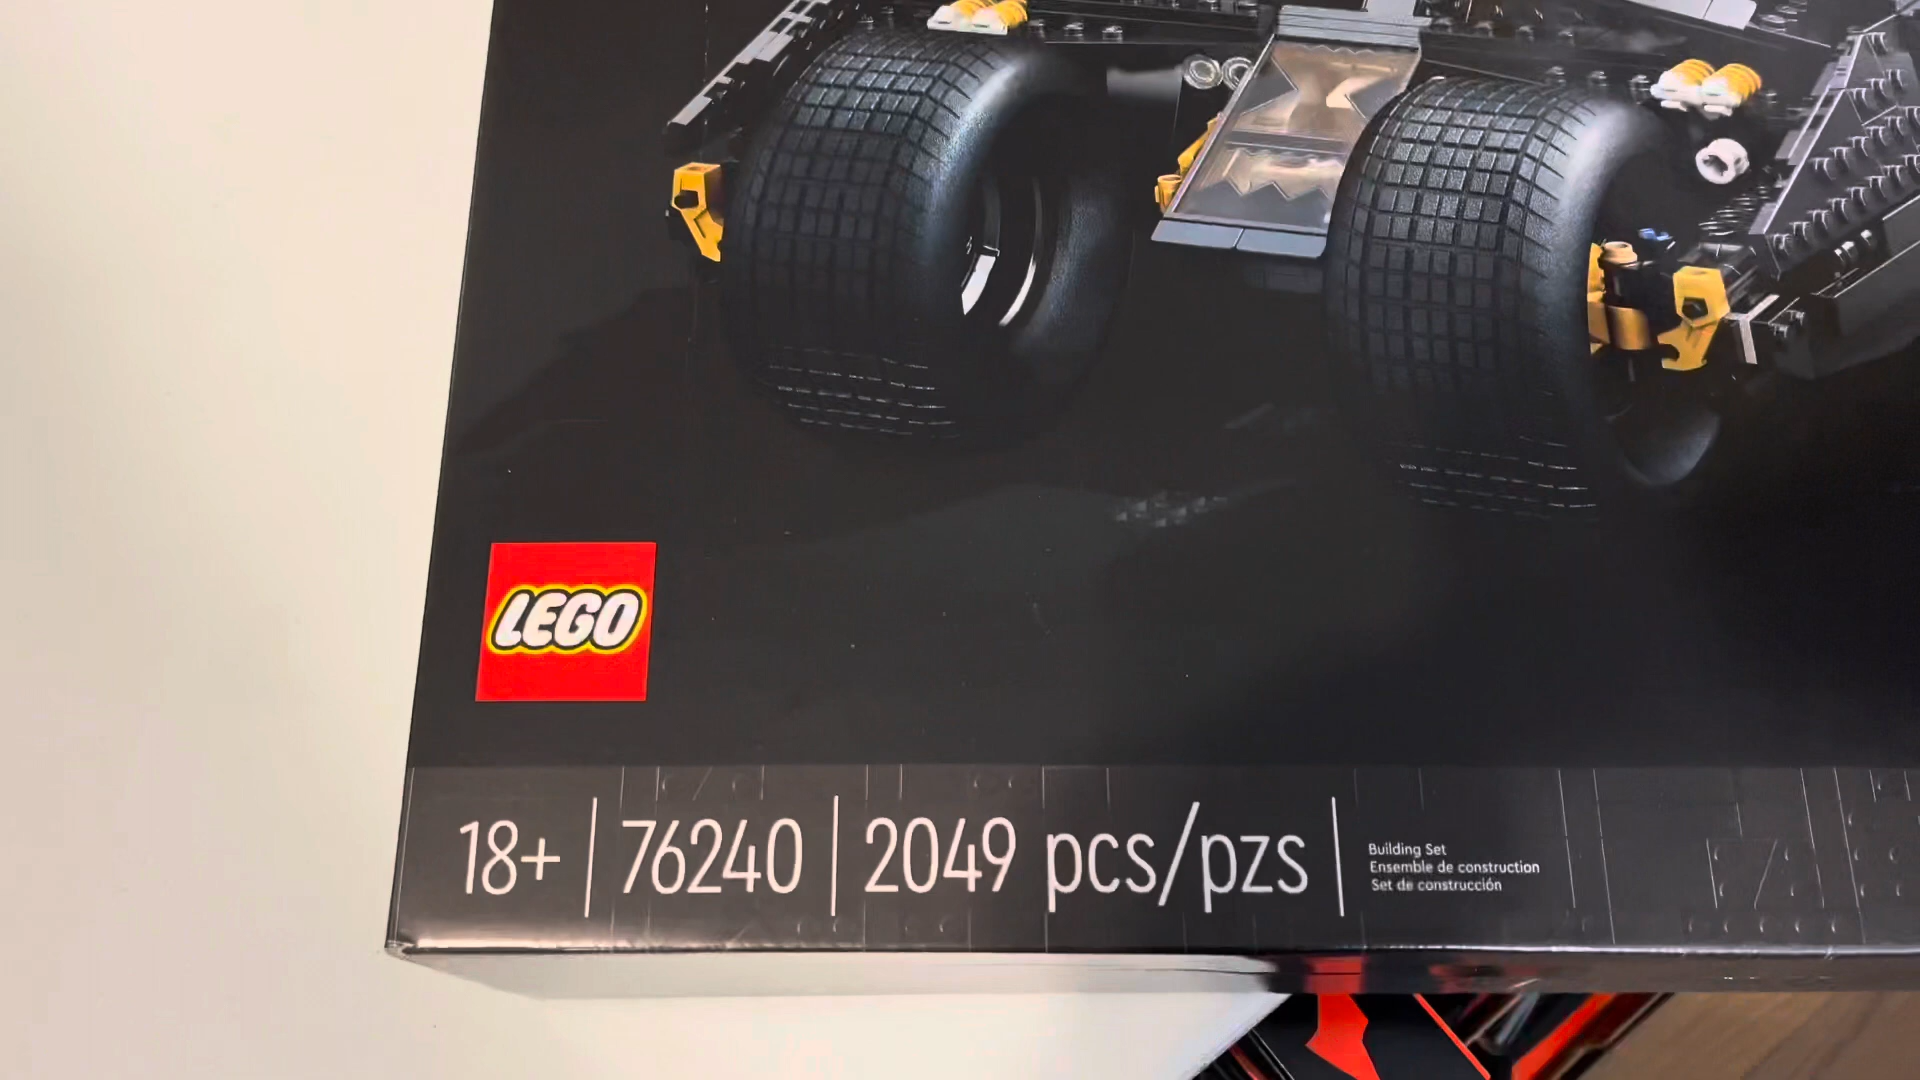 LEGO
18+ | 76240 | 2049 pcs/pzs |
Building Set
Ensemble de construction
Set de construcción